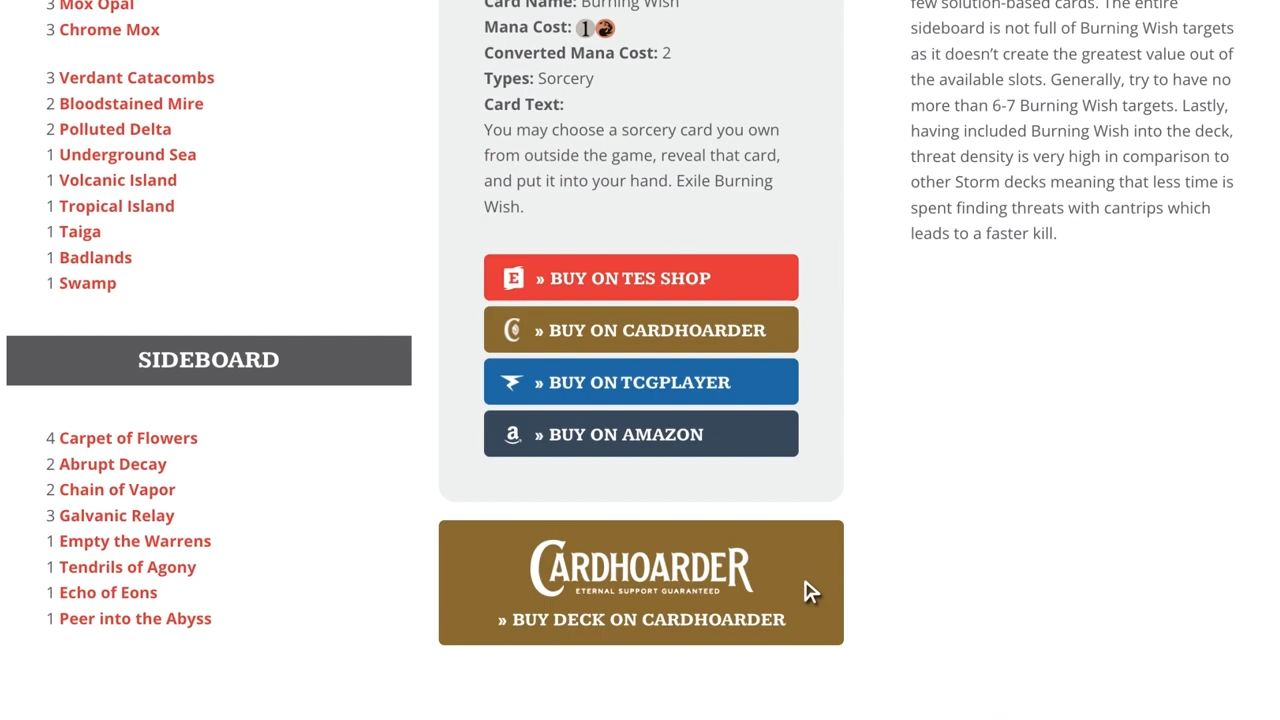 3 Mox Opal
3 Chrome Mox
3 Verdant Catacombs
2 Bloodstained Mire
2 Polluted Delta
1 Underground Sea
1 Volcanic Island
1 Tropical Island
1 Taiga
1 Badlands
1 Swamp
SIDEBOARD
4 Carpet of Flowers
2 Abrupt Decay
2 Chain of Vapor
3 Galvanic Relay
1 Empty the Warrens
1 Tendrils of Agony
1 Echo of Eons
1 Peer into the Abyss
Card Name: Burning Wish
Mana Cost: 1
Converted Mana Cost: 2
Types: Sorcery
Card Text:
You may choose a sorcery card you own
from outside the game, reveal that card,
and put it into your hand. Exile Burning
Wish.
E » BUY ON TES SHOP
» BUY ON CARDHOARDER
» BUY ON TCGPLAYER
a » BUY ON AMAZON
CARDHOARDER
ETERNAL SUPPORT GUARANTEED
» BUY DECK ON CARDHOARDER
few solution-based cards. The entire
sideboard is not full of Burning Wish targets
as it doesn’t create the greatest value out of
the available slots. Generally, try to have no
more than 6-7 Burning Wish targets. Lastly,
having included Burning Wish into the deck,
threat density is very high in comparison to
other Storm decks meaning that less time is
spent finding threats with cantrips which
leads to a faster kill.